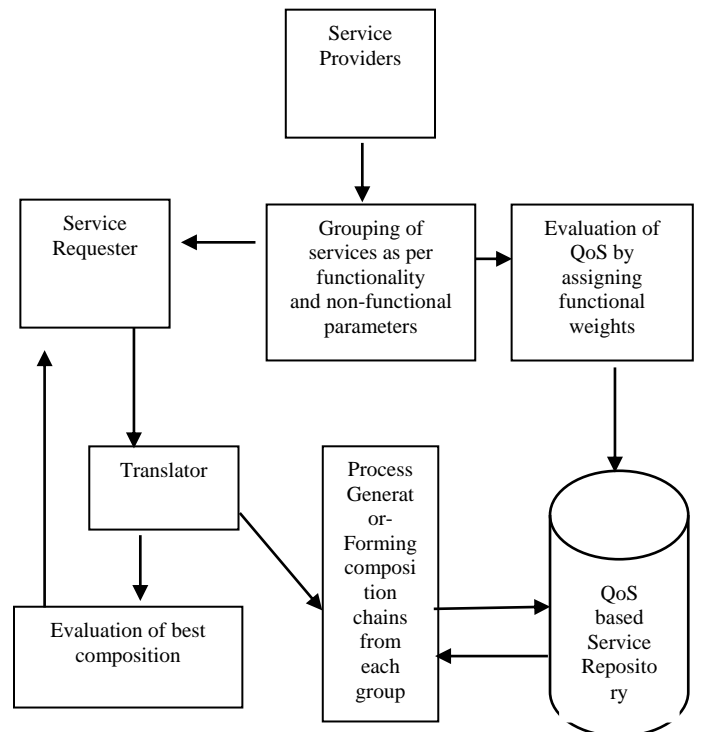 Service
Providers
Service
Requester
Grouping of
services as per
functionality
and non-functional
parameters
Evaluation of
QoS by
assigning
functional
weights
Translator
Process
Generat
or-
Forming
composi
tion
chains
from
each
group
QoS
based
Service
Reposito
ry
Evaluation of best
composition